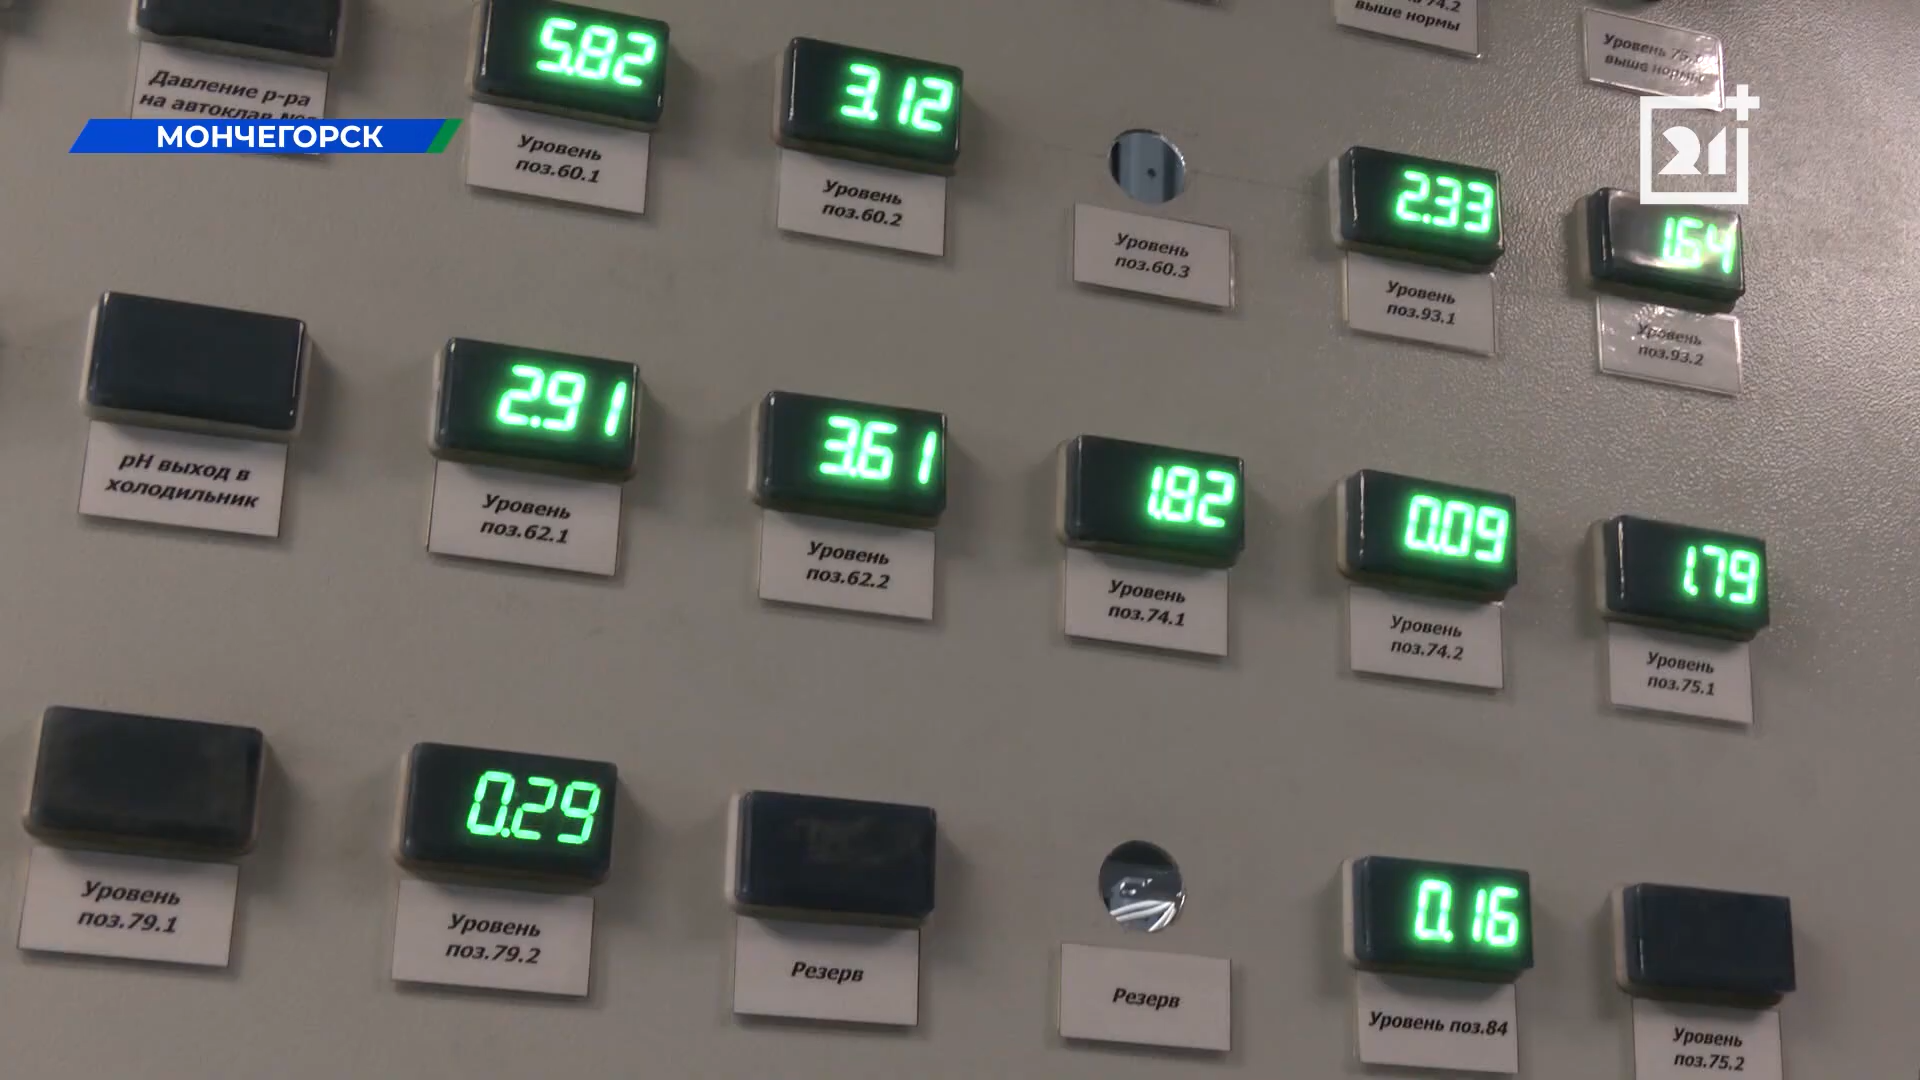 74.2
выше нормы
Уровень
выше нормы
Давление р-ра
на автоклав
МОНЧЕГОРСК
21
5.82
Уровень
поз.60.1
3.12
Уровень
поз.60.2
Уровень
поз.60.3
2.33
Уровень
поз.93.1
1.64
Уровень
поз.93.2
pH выход в
холодильник
2.91
Уровень
поз.62.1
3.61
Уровень
поз.62.2
1.82
Уровень
поз.74.1
0.09
Уровень
поз.74.2
1.79
Уровень
поз.75.1
Уровень
поз.79.1
0.29
Уровень
поз.79.2
Резерв
Резерв
0.16
Уровень поз.84
Уровень
поз.75.2